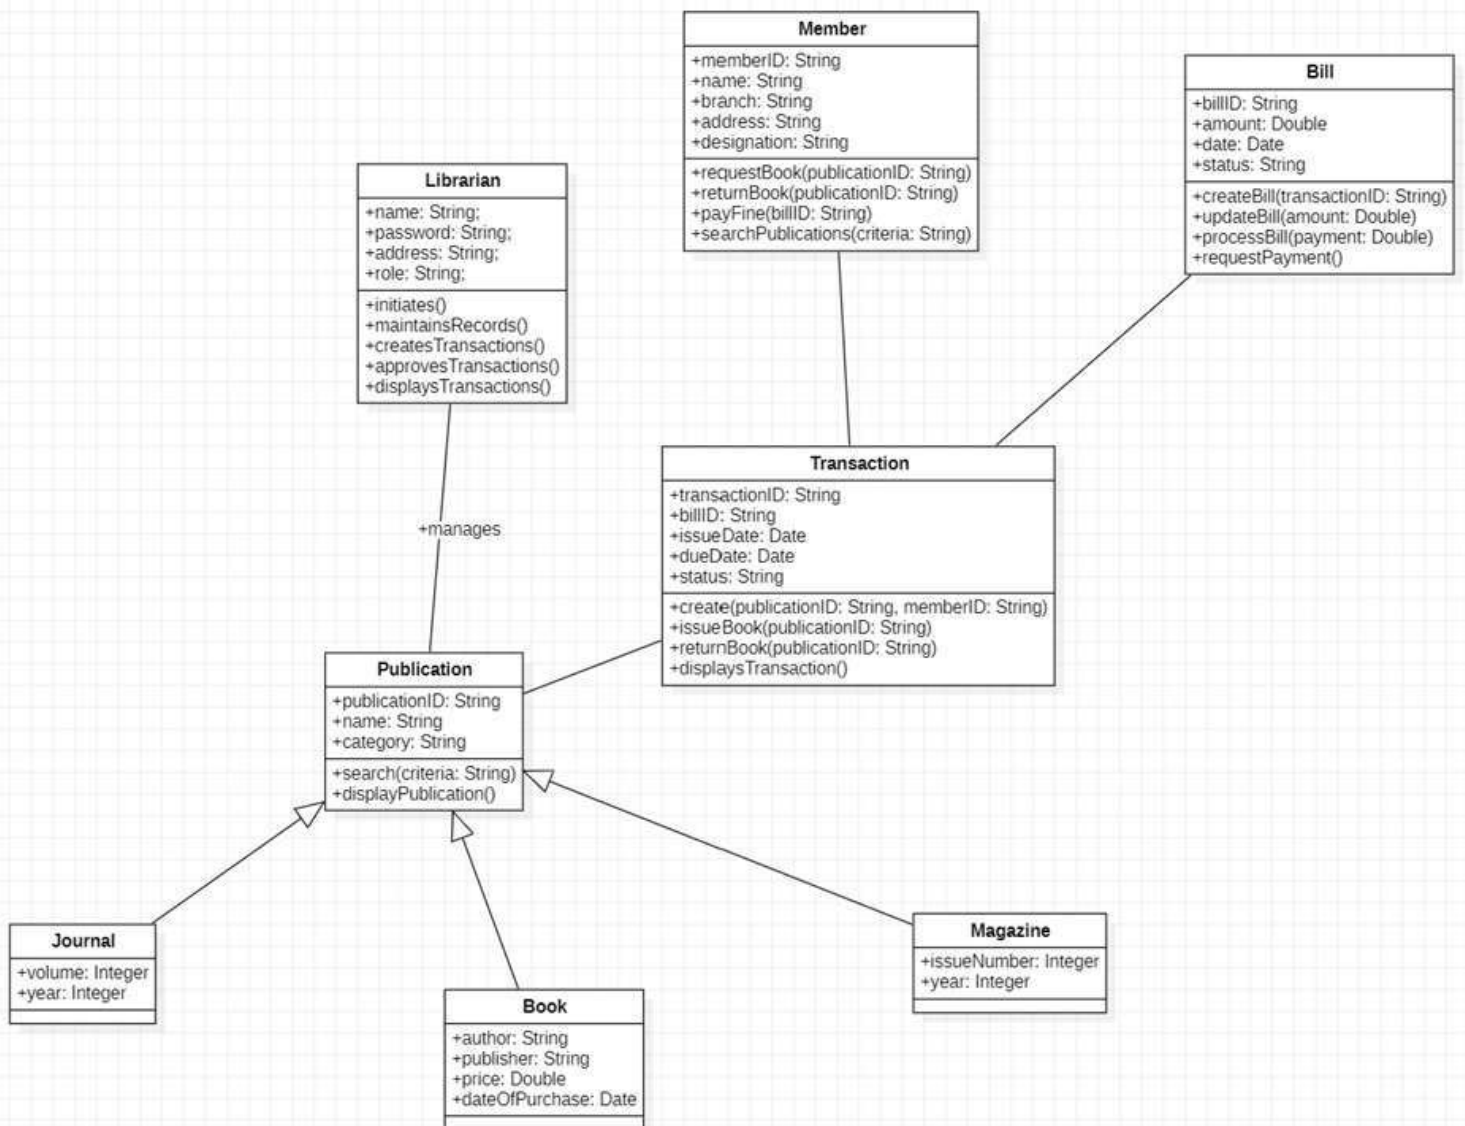 Member
+memberID: String
+name: String
+branch: String
+address: String
+designation: String
+requestBook(publicationID: String)
+returnBook(publicationID: String)
+payFine(billID: String)
+searchPublications(criteria: String)
Bill
+billID: String
+amount: Double
+date: Date
+status: String
+createBill(transactionID: String)
+updateBill(amount: Double)
+processBill(payment: Double)
+requestPayment()
Librarian
+name: String;
+password: String;
+address: String;
+role: String;
+initiates()
+maintainsRecords()
+createsTransactions()
+approvesTransactions()
+displaysTransactions()
+manages
Transaction
+transactionID: String
+billID: String
+issueDate: Date
+dueDate: Date
+status: String
+create(publicationID: String, memberID: String)
+issueBook(publicationID: String)
+returnBook(publicationID: String)
+displaysTransaction()
Publication
+publicationID: String
+name: String
+category: String
+search(criteria: String)
+displayPublication()
Journal
+volume: Integer
+year: Integer
Book
+author: String
+publisher: String
+price: Double
+dateOfPurchase: Date
Magazine
+issueNumber: Integer
+year: Integer